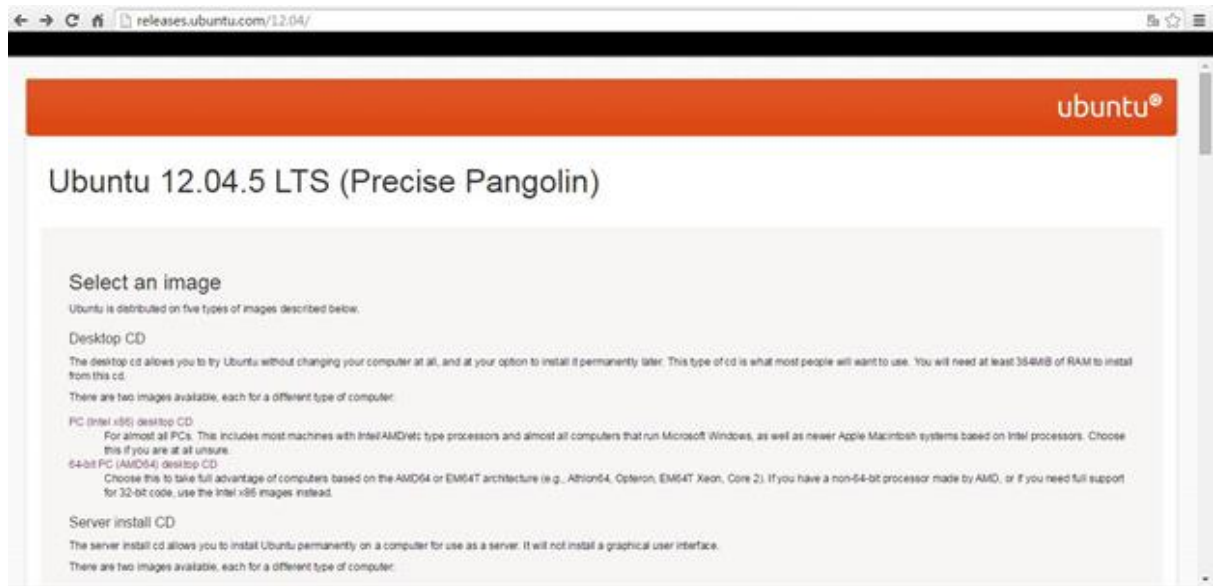 releases.ubuntu.com/12.04/
ubuntu®
Ubuntu 12.04.5 LTS (Precise Pangolin)
Select an image
Ubuntu is distributed on five types of images described below.
Desktop CD
The desktop cd allows you to try Ubuntu without changing your computer at all, and at your option to install it permanently later. This type of cd is what most people will want to use. You will need at least 384MiB of RAM to install
from this cd.
There are two images available, each for a different type of computer:
PC (Intel x86) desktop CD
For almost all PCs. This includes most machines with Intel/AMD/etc type processors and almost all computers that run Microsoft Windows, as well as newer Apple Macintosh systems based on Intel processors. Choose
this if you are at all unsure.
64-bit PC (AMD64) desktop CD
Choose this to take full advantage of computers based on the AMD64 or EM64T architecture (e.g., Athlon64, Opteron, EM64T Xeon, Core 2). If you have a non-64-bit processor made by AMD, or if you need full support
for 32-bit code, use the Intel x86 images instead.
Server install CD
The server install cd allows you to install Ubuntu permanently on a computer for use as a server. It will not install a graphical user interface.
There are two images available, each for a different type of computer: